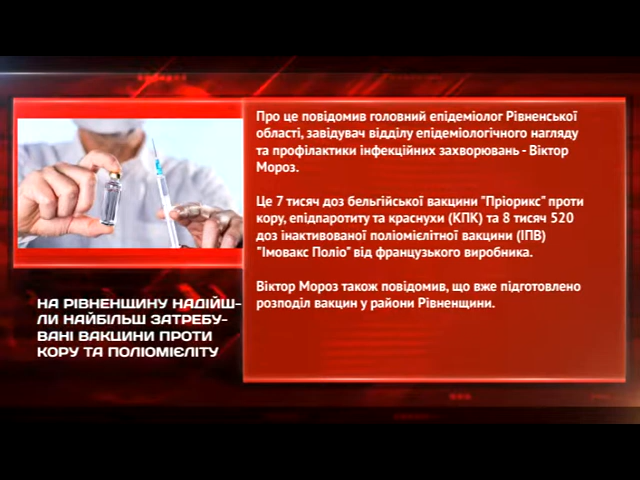 Про це повідомив головний епідеміолог Рівненської
області, завідувач відділу епідеміологічного нагляду
та профілактики інфекційних захворювань - Віктор
Мороз.
Це 7 тисяч доз бельгійської вакцини "Пріорикс" проти
кору, епідпаротиту та краснухи (КПК) та 8 тисяч 520
доз інактивованої поліомієлітної вакцини (ІПВ)
"Імовакс Поліо" від французького виробника.
Віктор Мороз також повідомив, що вже підготовлено
розподіл вакцин у райони Рівненщини.
НА РІВНЕНЩИНУ НАДІЙШ-
ЛИ НАЙБІЛЬШ ЗАТРЕБУ-
ВАНІ ВАКЦИНИ ПРОТИ
КОРУ ТА ПОЛІОМІЄЛІТУ